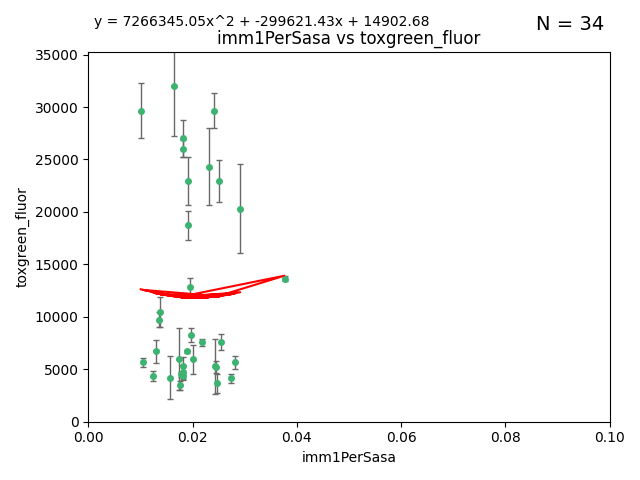 y = 7266345.05x^2 + -299621.43x + 14902.68
N = 34
imm1PerSasa vs toxgreen_fluor
35000
30000
25000
20000
15000
10000
5000
0
toxgreen_fluor
0.00 0.02 0.04 0.06 0.08 0.10
imm1PerSasa